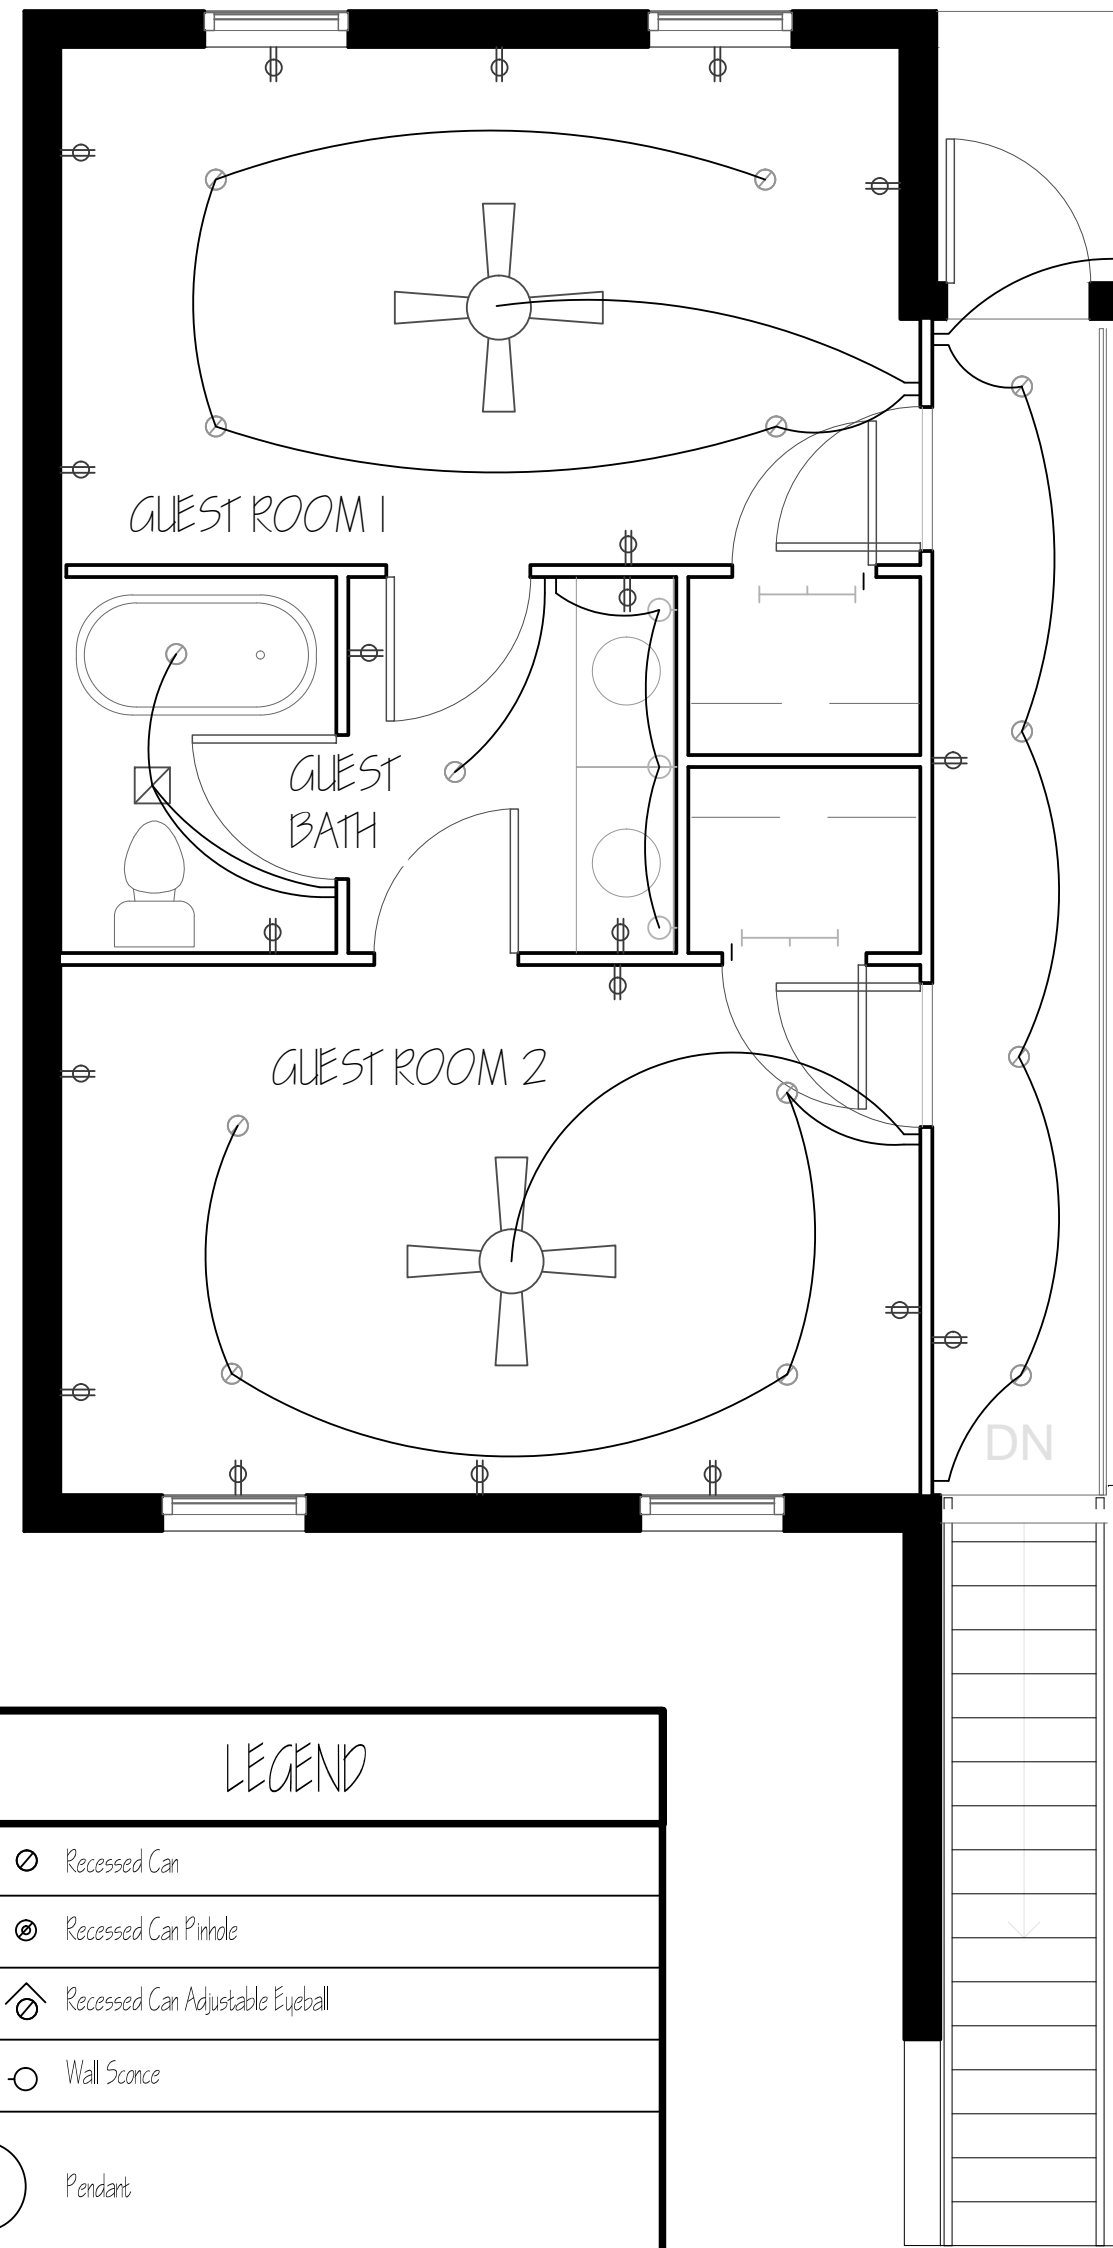 GUEST ROOM 1
GUEST
BATH
GUEST ROOM 2
DN
LEGEND
Recessed Can
Recessed Can Pinhole
Recessed Can Adjustable Eyeball
Wall Sconce
Pendant